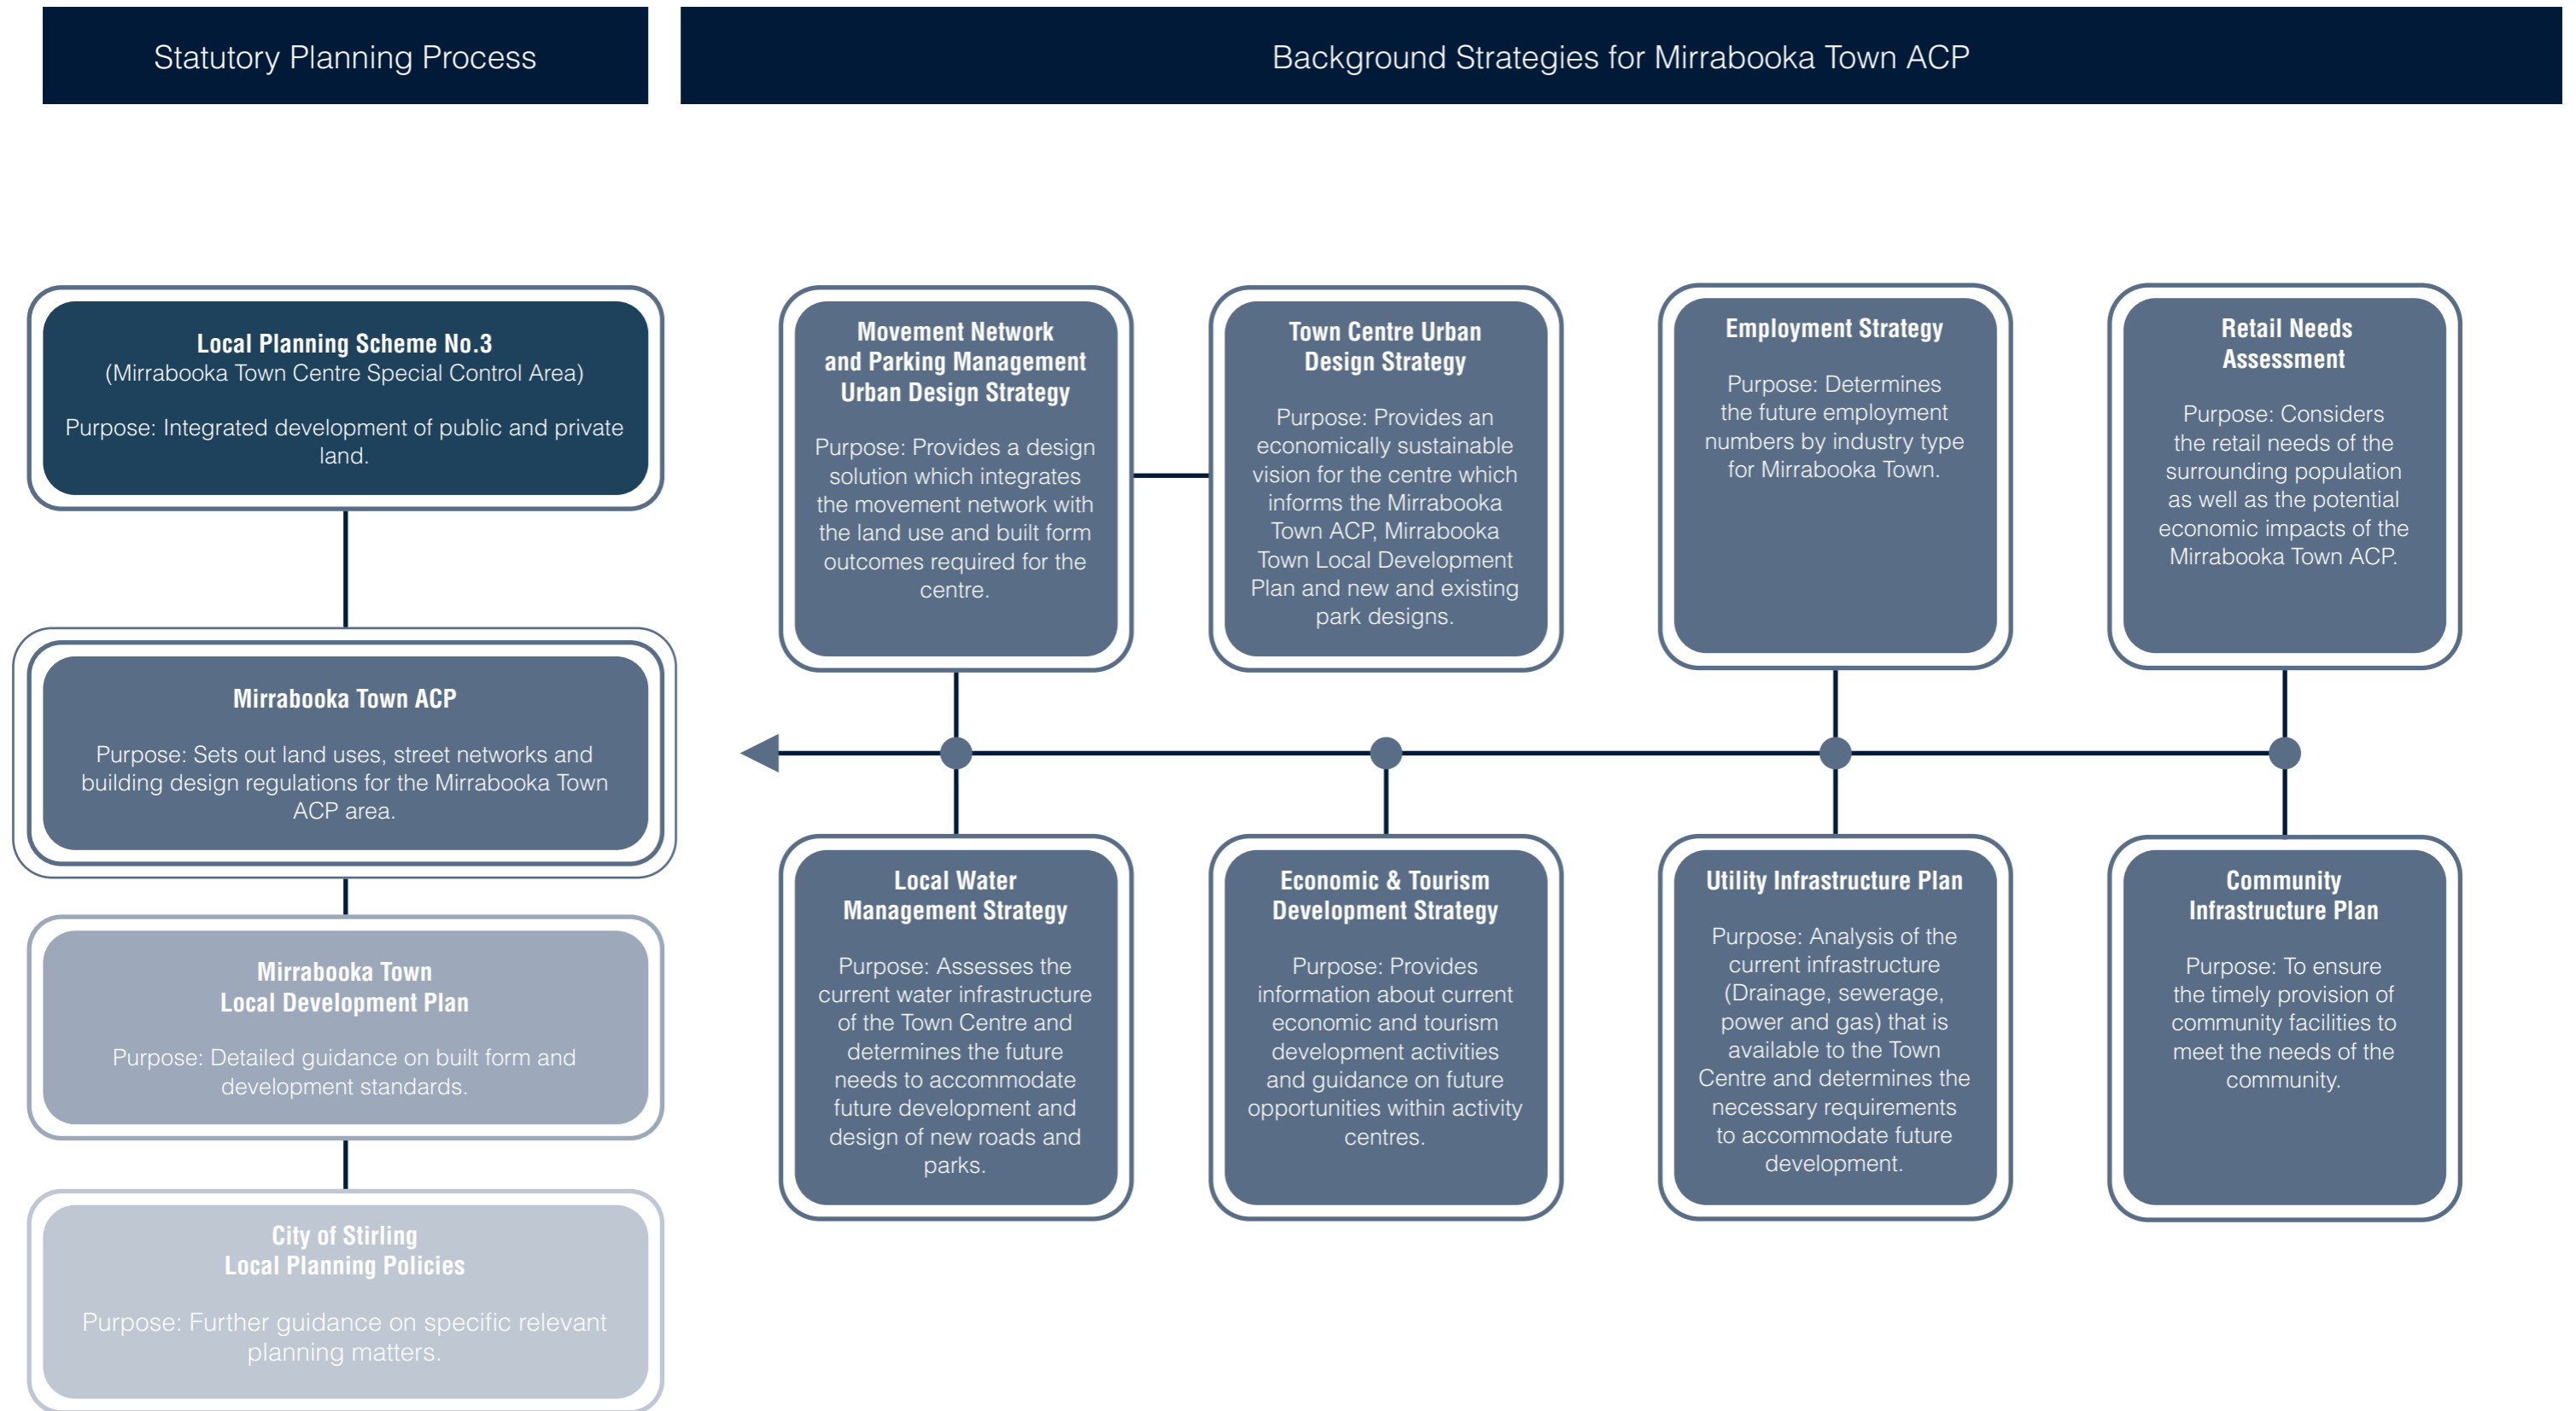 Statutory Planning Process
Background Strategies for Mirrabooka Town ACP
Local Planning Scheme No.3
(Mirrabooka Town Centre Special Control Area)
Purpose: Integrated development of public and private
land.
Mirrabooka Town ACP
Purpose: Sets out land uses, street networks and
building design regulations for the Mirrabooka Town
ACP area.
Mirrabooka Town
Local Development Plan
Purpose: Detailed guidance on built form and
development standards.
City of Stirling
Local Planning Policies
Purpose: Further guidance on specific relevant
planning matters.
Movement Network
and Parking Management
Urban Design Strategy
Purpose: Provides a design
solution which integrates
the movement network with
the land use and built form
outcomes required for the
centre.
Town Centre Urban
Design Strategy
Purpose: Provides an
economically sustainable
vision for the centre which
informs the Mirrabooka
Town ACP, Mirrabooka
Town Local Development
Plan and new and existing
park designs.
Employment Strategy
Purpose: Determines
the future employment
numbers by industry type
for Mirrabooka Town.
Retail Needs
Assessment
Purpose: Considers
the retail needs of the
surrounding population
as well as the potential
economic impacts of the
Mirrabooka Town ACP.
Local Water
Management Strategy
Purpose: Assesses the
current water infrastructure
of the Town Centre and
determines the future
needs to accommodate
future development and
design of new roads and
parks.
Economic & Tourism
Development Strategy
Purpose: Provides
information about current
economic and tourism
development activities
and guidance on future
opportunities within activity
centres.
Utility Infrastructure Plan
Purpose: Analysis of the
current infrastructure
(Drainage, sewerage,
power and gas) that is
available to the Town
Centre and determines the
necessary requirements
to accommodate future
development.
Community
Infrastructure Plan
Purpose: To ensure
the timely provision of
community facilities to
meet the needs of the
community.